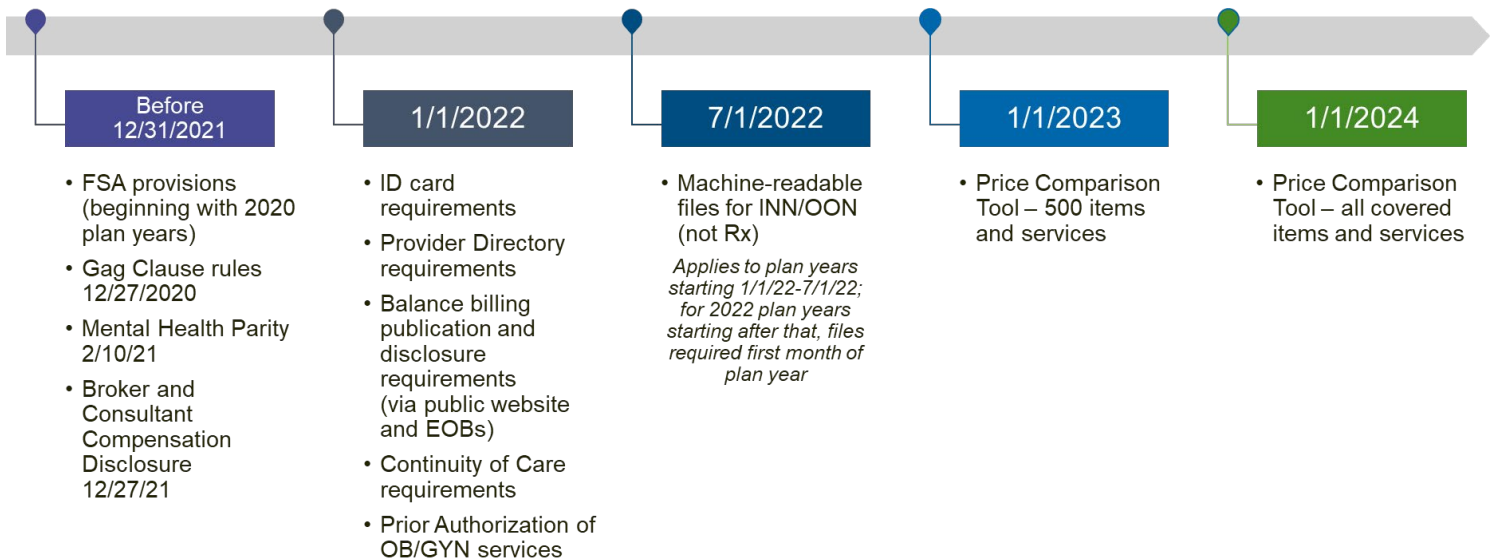 Before
12/31/2021
• FSA provisions
(beginning with 2020
plan years)
• Gag Clause rules
12/27/2020
• Mental Health Parity
2/10/21
• Broker and
Consultant
Compensation
Disclosure
12/27/21
1/1/2022
• ID card
requirements
• Provider Directory
requirements
• Balance billing
publication and
disclosure
requirements
(via public website
and EOBs)
• Continuity of Care
requirements
• Prior Authorization of
OB/GYN services
7/1/2022
• Machine-readable
files for INN/OON
(not Rx)
Applies to plan years
starting 1/1/22-7/1/22;
for 2022 plan years
starting after that, files
required first month of
plan year
1/1/2023
• Price Comparison
Tool – 500 items
and services
1/1/2024
• Price Comparison
Tool – all covered
items and services